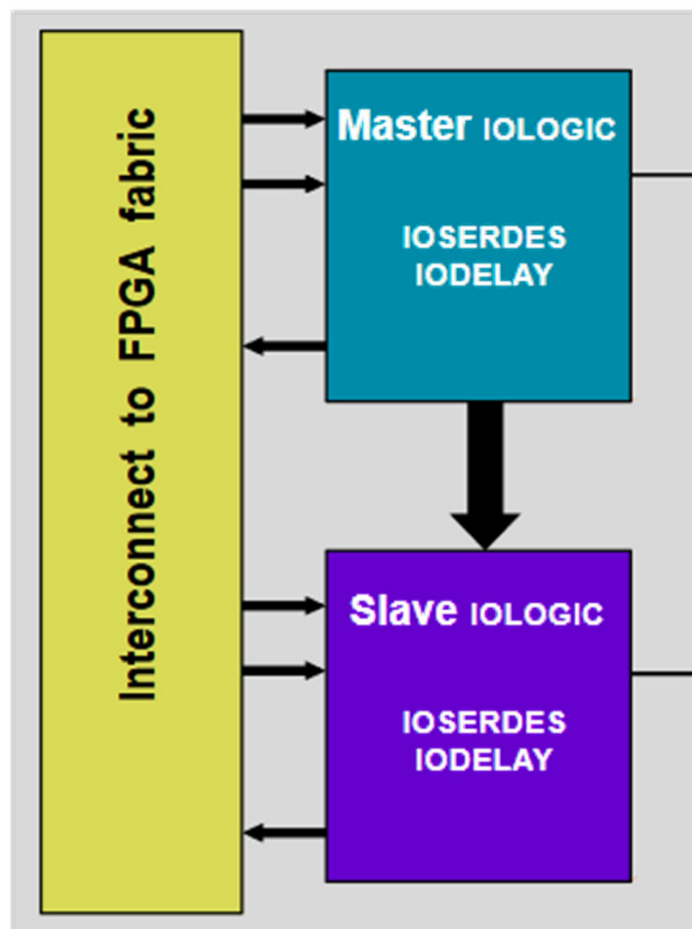 Interconnect to FPGA fabric
Master IOLOGIC
IOSERDES
IODELAY
Slave IOLOGIC
IOSERDES
IODELAY